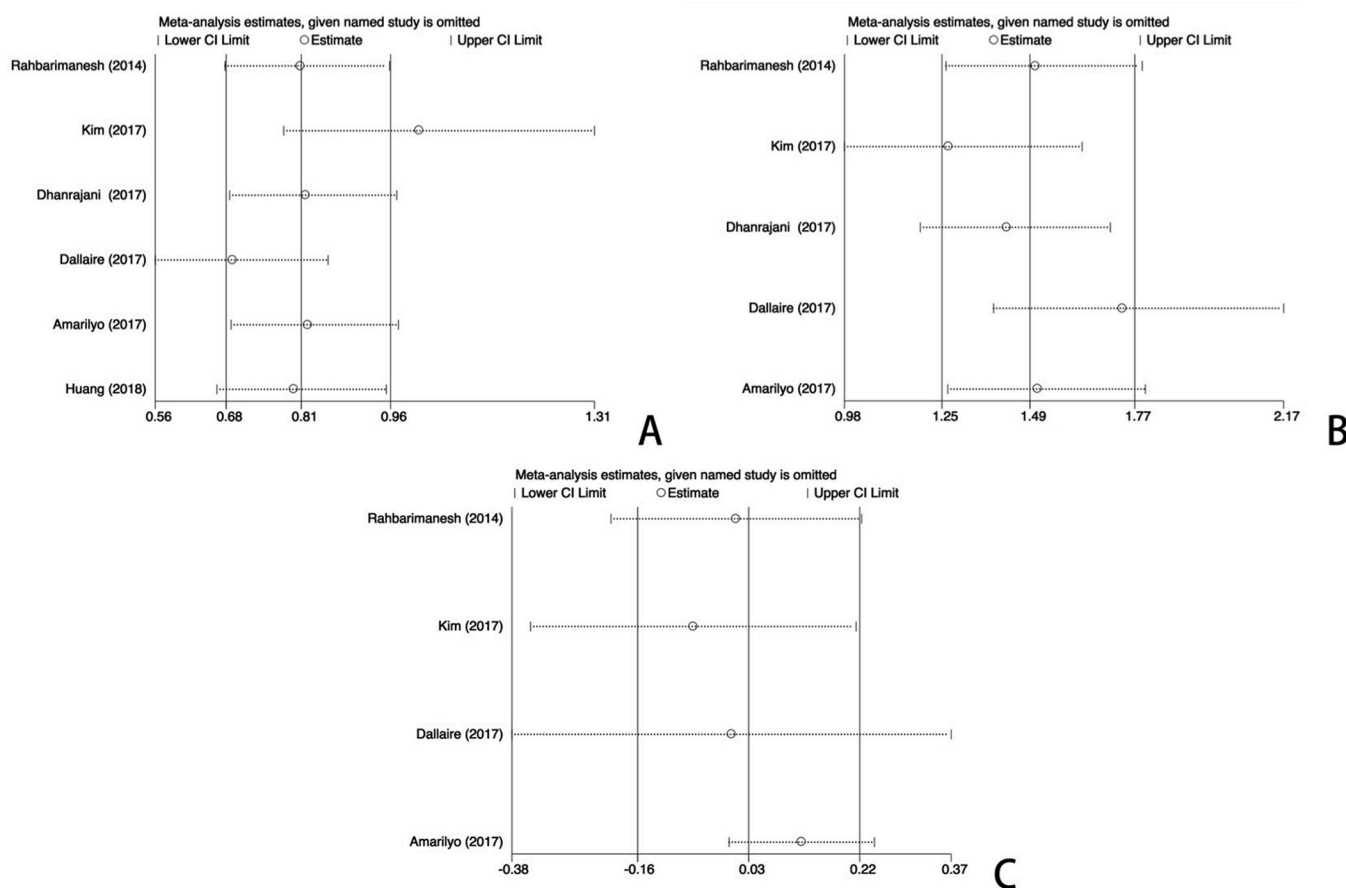 Meta-analysis estimates, given named study is omitted
| Lower CI Limit ○ Estimate | Upper CI Limit
Rahbarimanesh (2014)
Kim (2017)
Dhanrajani (2017)
Dallaire (2017)
Amarilyo (2017)
Huang (2018)
0.56 0.68 0.81 0.96 1.31
A
Meta-analysis estimates, given named study is omitted
| Lower CI Limit ○ Estimate | Upper CI Limit
Rahbarimanesh (2014)
Kim (2017)
Dhanrajani (2017)
Dallaire (2017)
Amarilyo (2017)
0.98 1.25 1.49 1.77 2.17
B
Meta-analysis estimates, given named study is omitted
| Lower CI Limit ○ Estimate | Upper CI Limit
Rahbarimanesh (2014)
Kim (2017)
Dallaire (2017)
Amarilyo (2017)
-0.38 -0.16 0.03 0.22 0.37
C